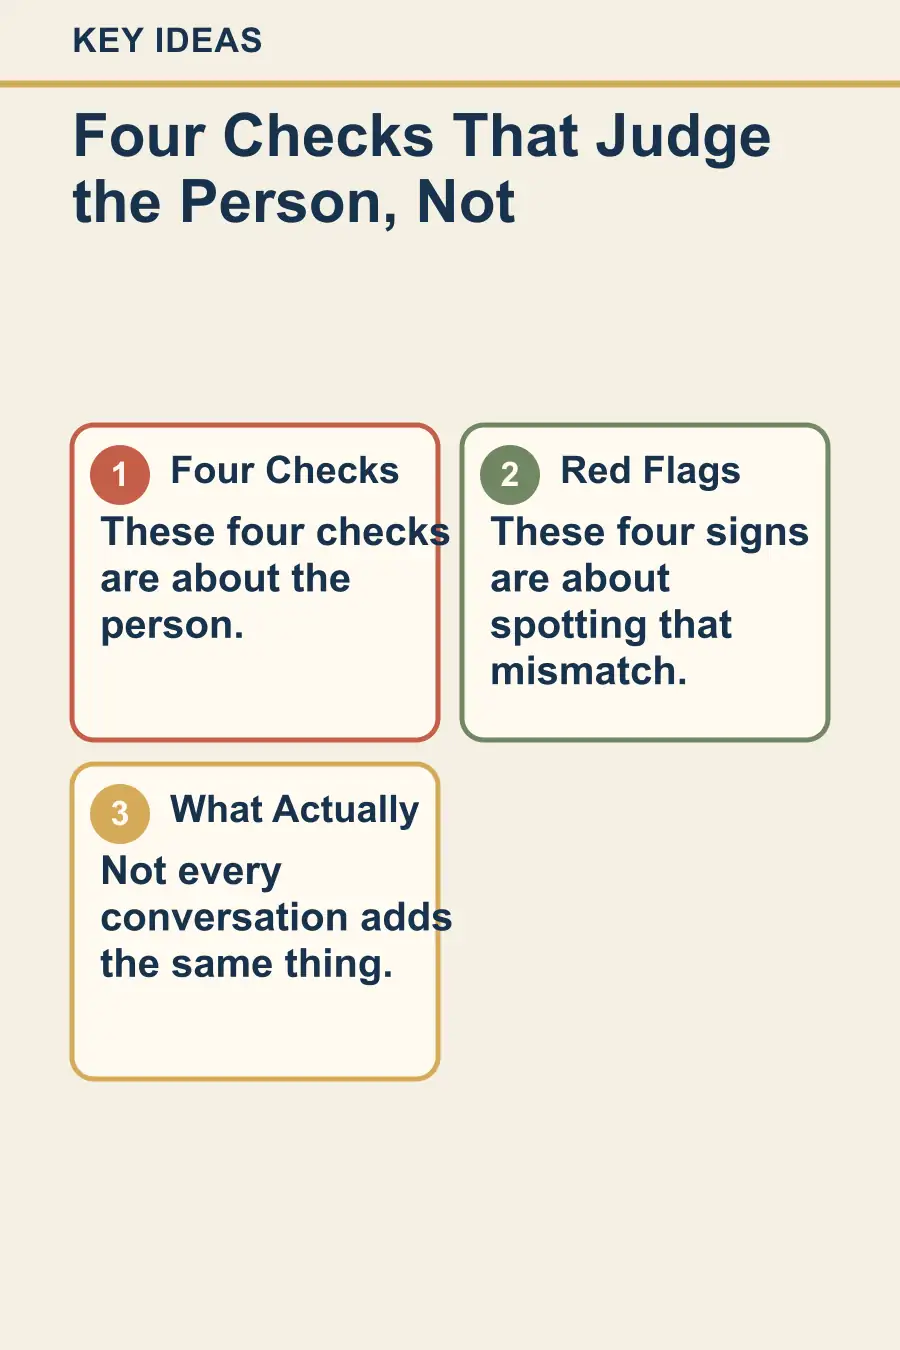 KEY IDEAS
Four Checks That Judge
the Person, Not
1 Four Checks
These four checks
are about the
person.
2 Red Flags
These four signs
are about
spotting that
mismatch.
3 What Actually
Not every
conversation adds
the same thing.